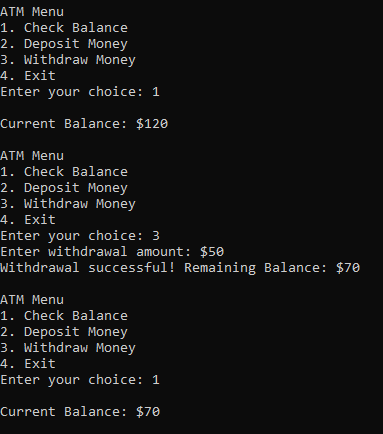 ATM Menu
1. Check Balance
2. Deposit Money
3. Withdraw Money
4. Exit
Enter your choice: 1
Current Balance: $120
ATM Menu
1. Check Balance
2. Deposit Money
3. Withdraw Money
4. Exit
Enter your choice: 3
Enter withdrawal amount: $50
Withdrawal successful! Remaining Balance: $70
ATM Menu
1. Check Balance
2. Deposit Money
3. Withdraw Money
4. Exit
Enter your choice: 1
Current Balance: $70